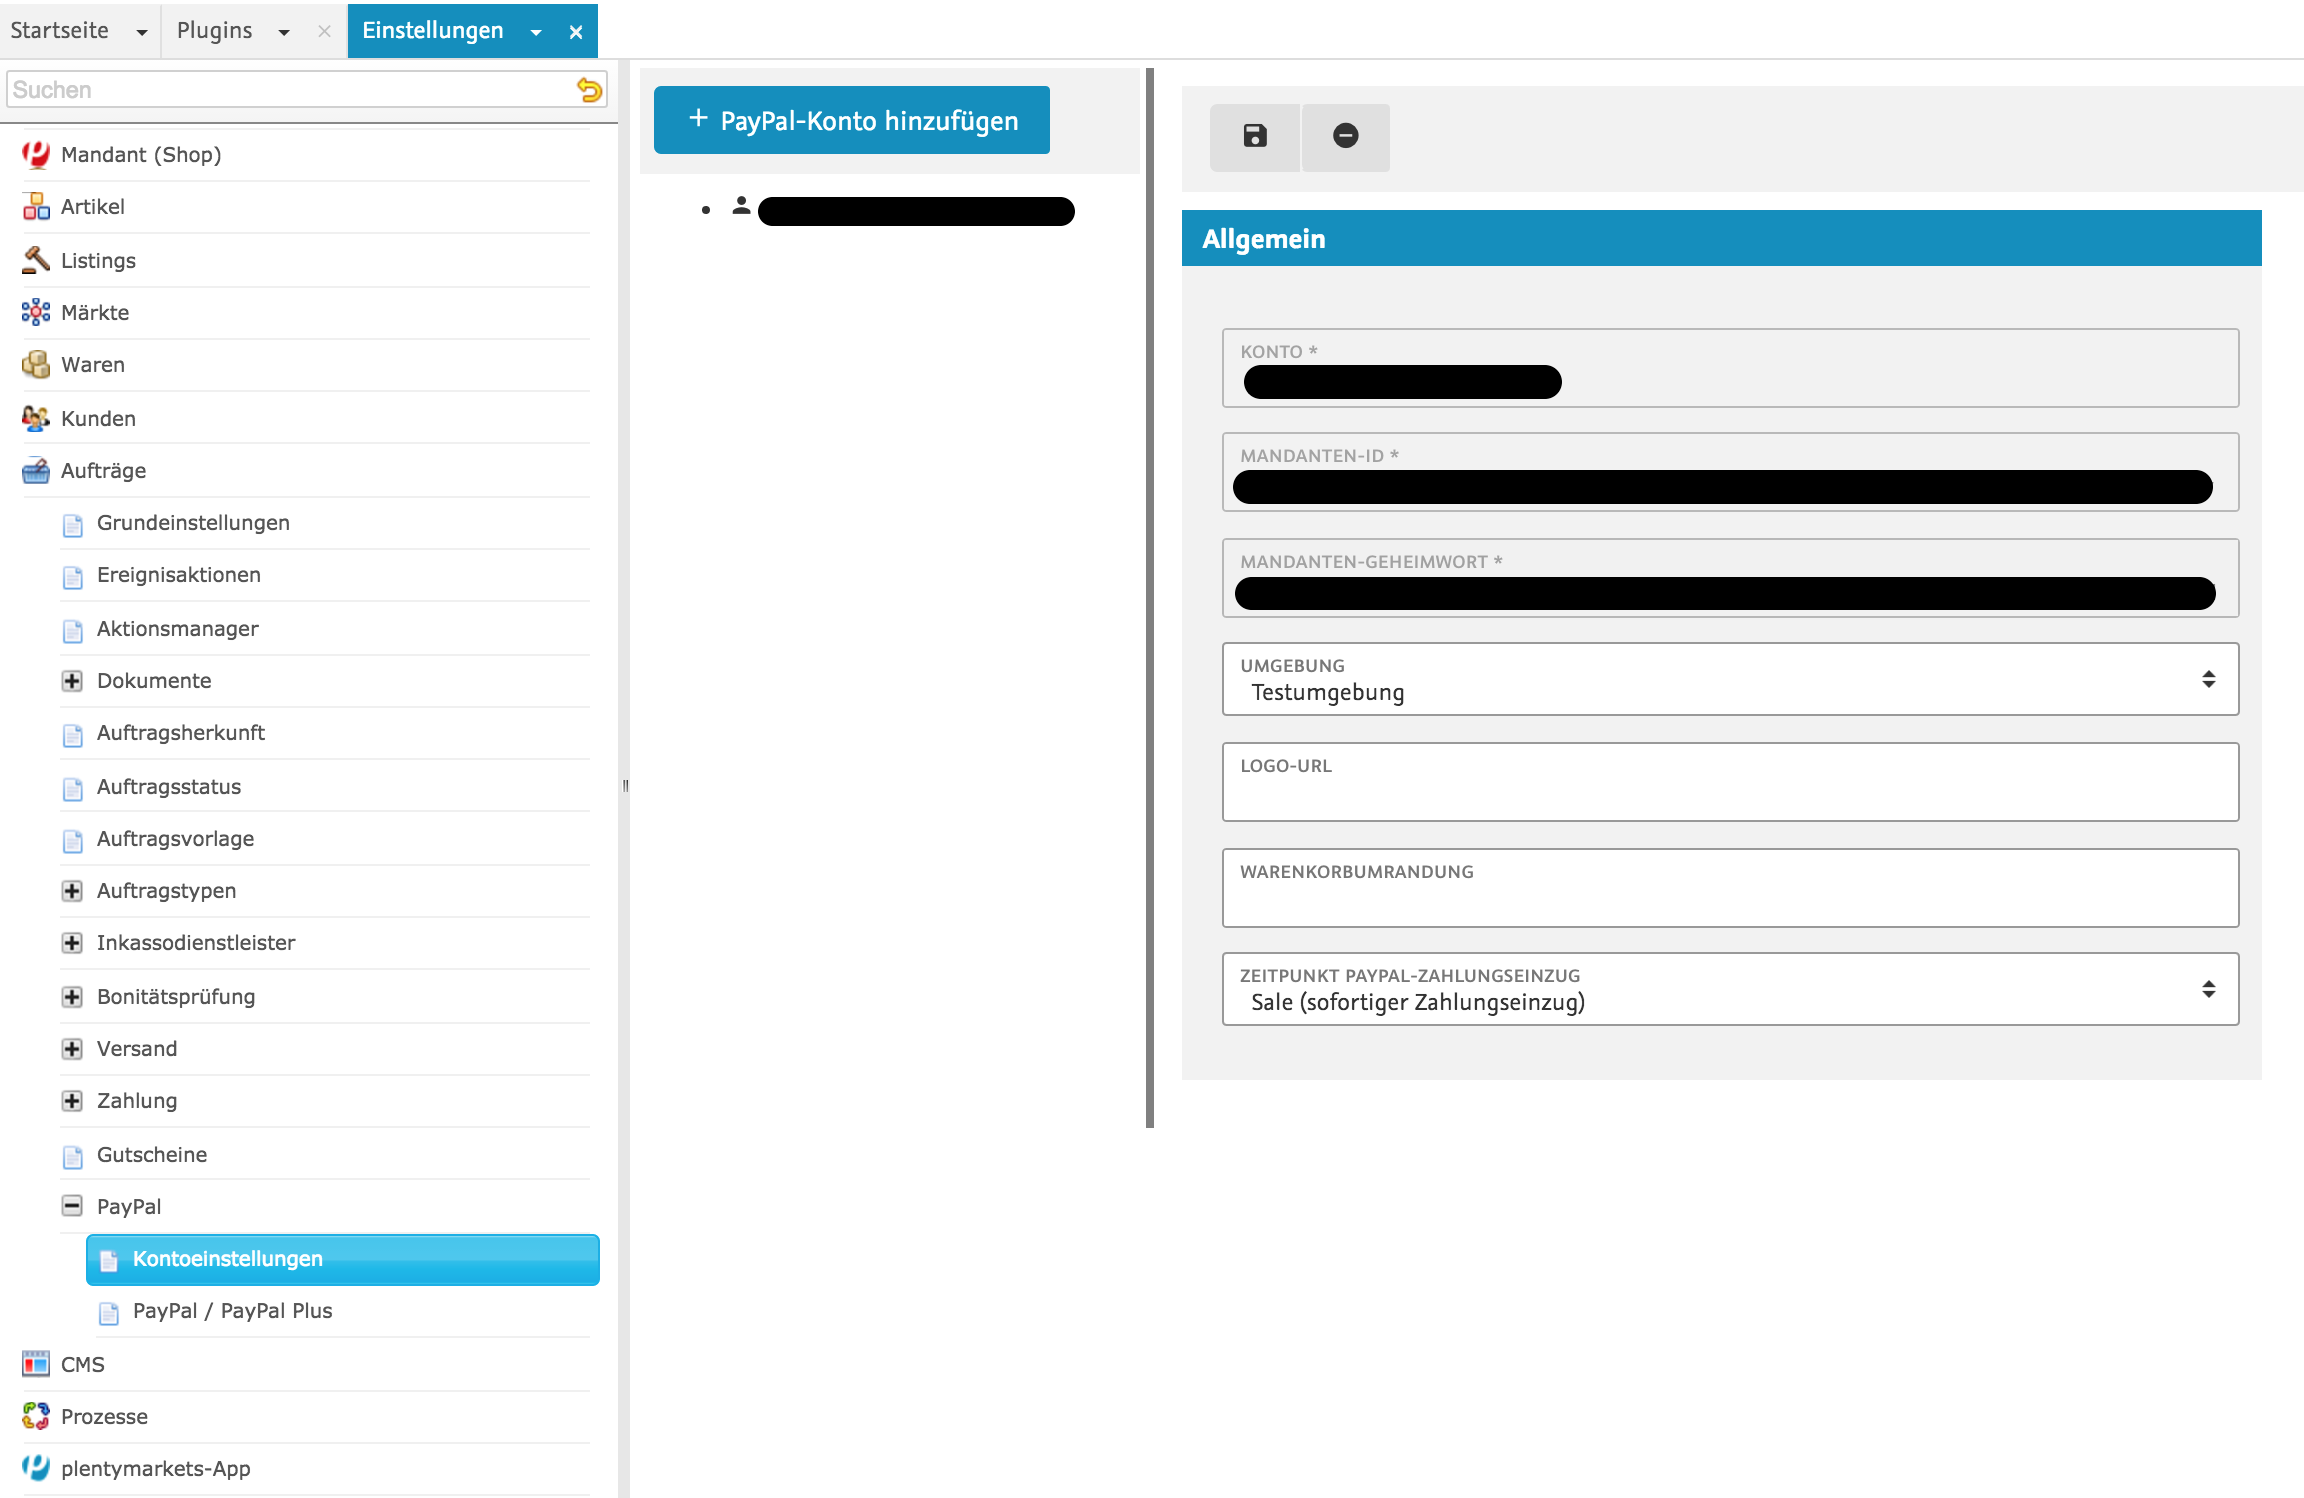 Startseite
Plugins
Einstellungen
Suchen
Mandant (Shop)
Artikel
Listings
Märkte
Waren
Kunden
Aufträge
Grundeinstellungen
Ereignisaktionen
Aktionsmanager
Dokumente
Auftragsherkunft
Auftragsstatus
Auftragsvorlage
Auftragstypen
Inkassodienstleister
Bonitätsprüfung
Versand
Zahlung
Gutscheine
PayPal
Kontoeinstellungen
PayPal / PayPal Plus
CMS
Prozesse
plentymarkets-App
+ PayPal-Konto hinzufügen
Allgemein
KONTO *
MANDANTEN-ID *
MANDANTEN-GEHEIMWORT *
UMGEBUNG
Testumgebung
LOGO-URL
WARENKORBUMRANDUNG
ZEITPUNKT PAYPAL-ZAHLUNGSEINZUG
Sale (sofortiger Zahlungseinzug)